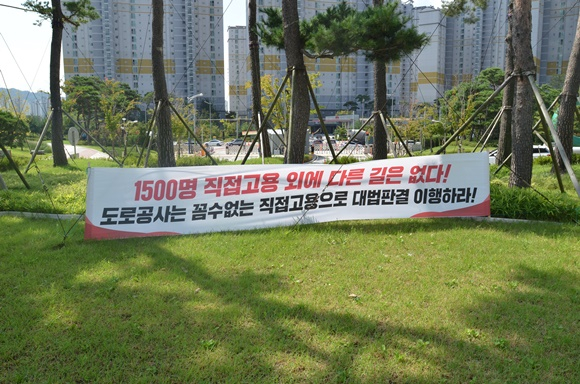 1500명 직접고용 외에 다른 길은 없다!
도로공사는 꼼수없는 직접고용으로 대법판결 이행하라!